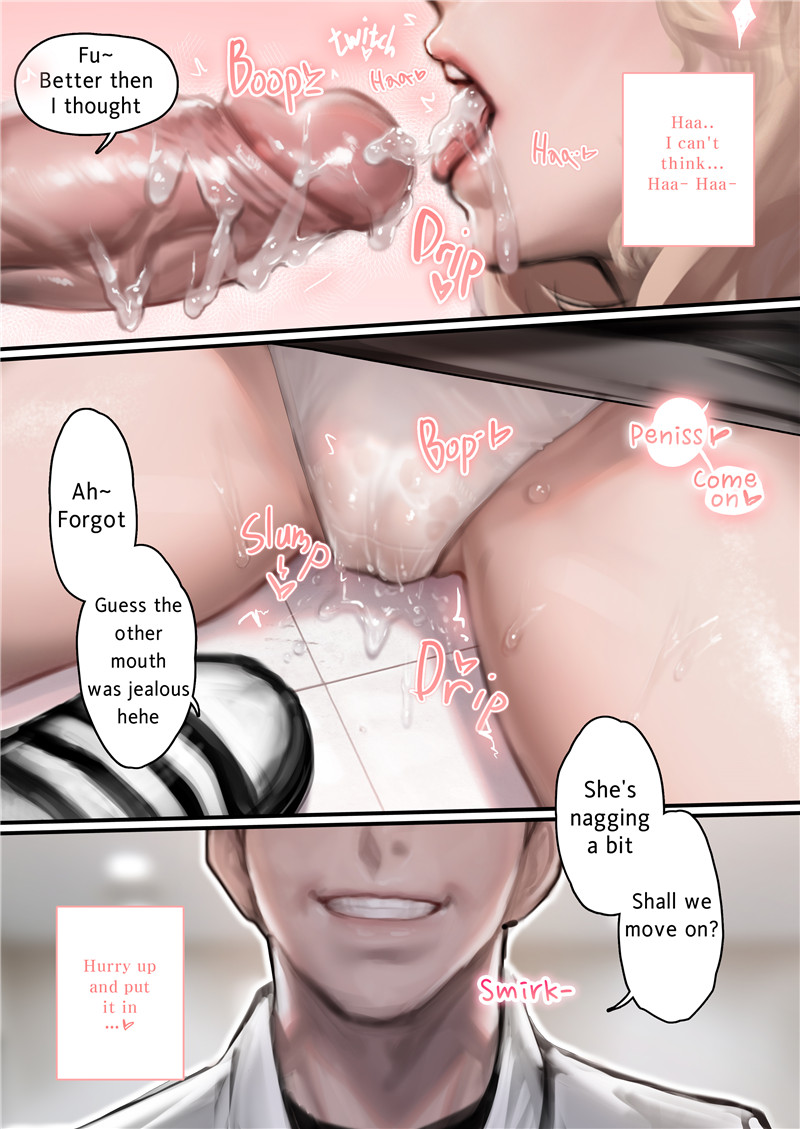 Fu~
Better then
I thought
Boop
twitch
Haa
Haa..
Drip
Haa..
I can't
think...
Haa- Haa-
Bop-
Peniss
Come
on
Ah~
Forgot
Slump
Guess the
other
mouth
was jealous
hehe
Drip
She's
nagging
a bit
Shall we
move on?
Hurry up
and put
it in
...
Smirk-